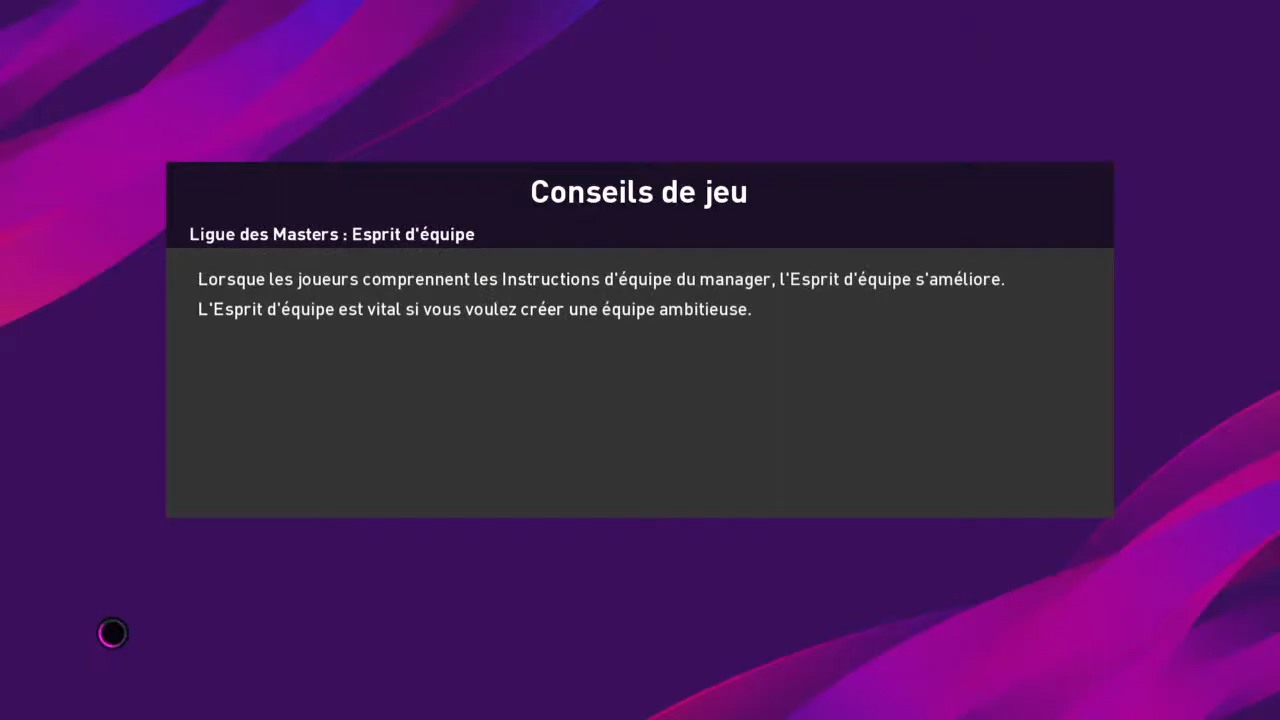 Conseils de jeu
Ligue des Masters : Esprit d'équipe
Lorsque les joueurs comprennent les Instructions d'équipe du manager, l'Esprit d'équipe s'améliore.
L'Esprit d'équipe est vital si vous voulez créer une équipe ambitieuse.